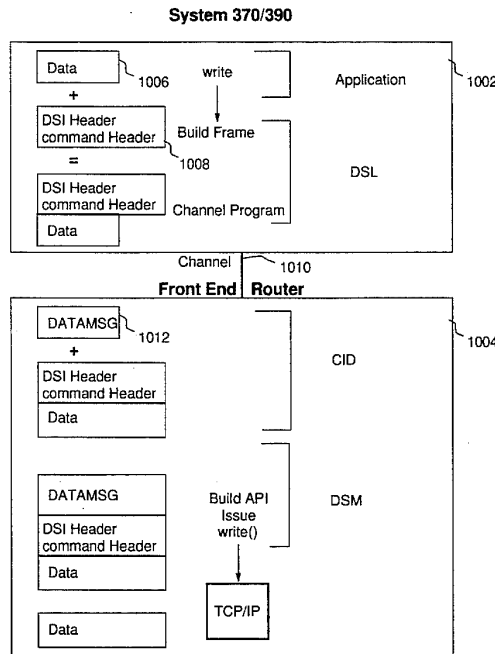 System 370/390
Data
1006
write
Application
1002
+
DSI Header
command Header
1008
Build Frame
=
DSL
DSI Header
command Header
Data
Channel Program
Channel
1010
Front End Router
DATAMSG
1012
1004
+
CID
DSI Header
command Header
Data
DATAMSG
DSI Header
command Header
Data
Build API
Issue
write()
DSM
TCP/IP
Data